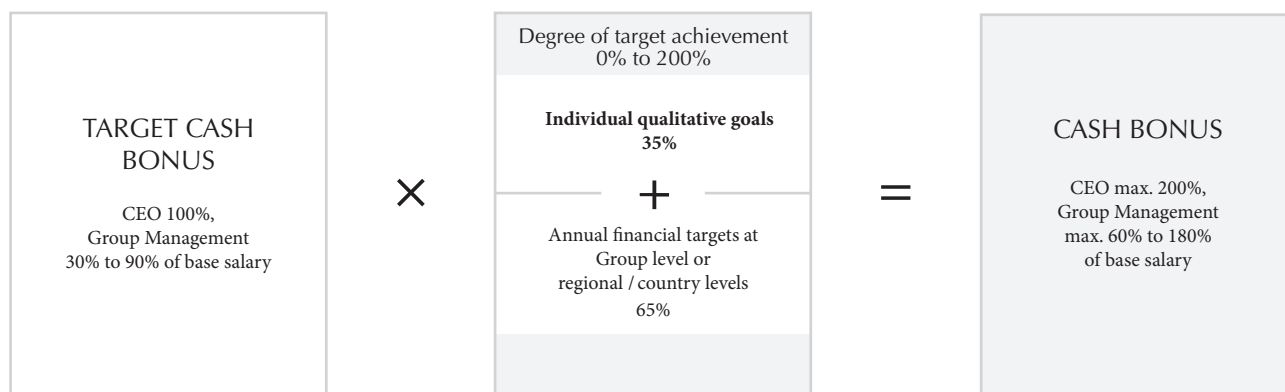 TARGET CASH
BONUS
CEO 100%,
Group Management
30% to 90% of base salary
×
Degree of target achievement
0% to 200%
Individual qualitative goals
35%
+
Annual financial targets at
Group level or
regional / country levels
65%
=
CASH BONUS
CEO max. 200%,
Group Management
max. 60% to 180%
of base salary